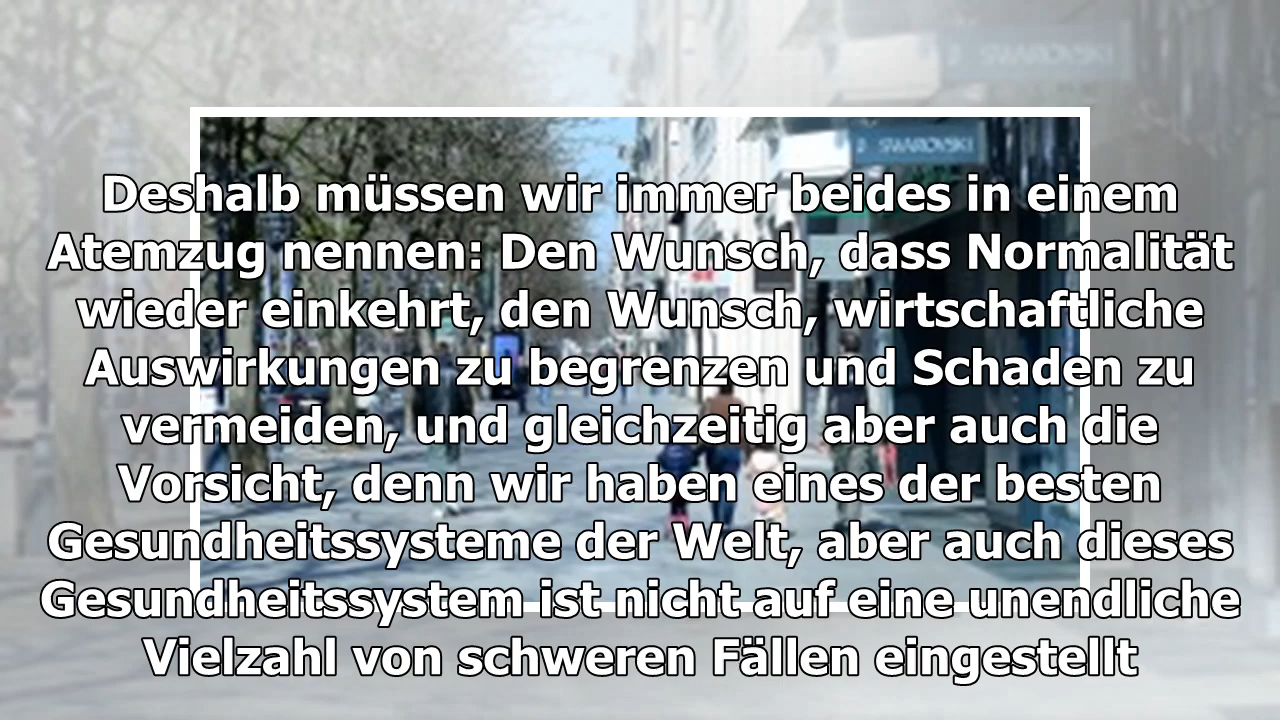 SWAROVSKI
SWAROVSKI
Deshalb müssen wir immer beides in einem
Atemzug nennen: Den Wunsch, dass Normalität
wieder einkehrt, den Wunsch, wirtschaftliche
Auswirkungen zu begrenzen und Schaden zu
vermeiden, und gleichzeitig aber auch die
Vorsicht, denn wir haben eines der besten
Gesundheitssysteme der Welt, aber auch dieses
Gesundheitssystem ist nicht auf eine unendliche
Vielzahl von schweren Fällen eingestellt